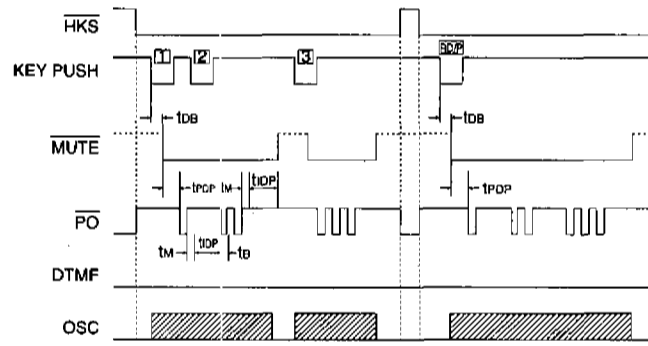 HKS
KEY PUSH
1
2
3
RD/P
tDB
tDB
MUTE
tPDP
tM
tIDP
tPDP
PO
tM
tIDP
tB
DTMF
OSC